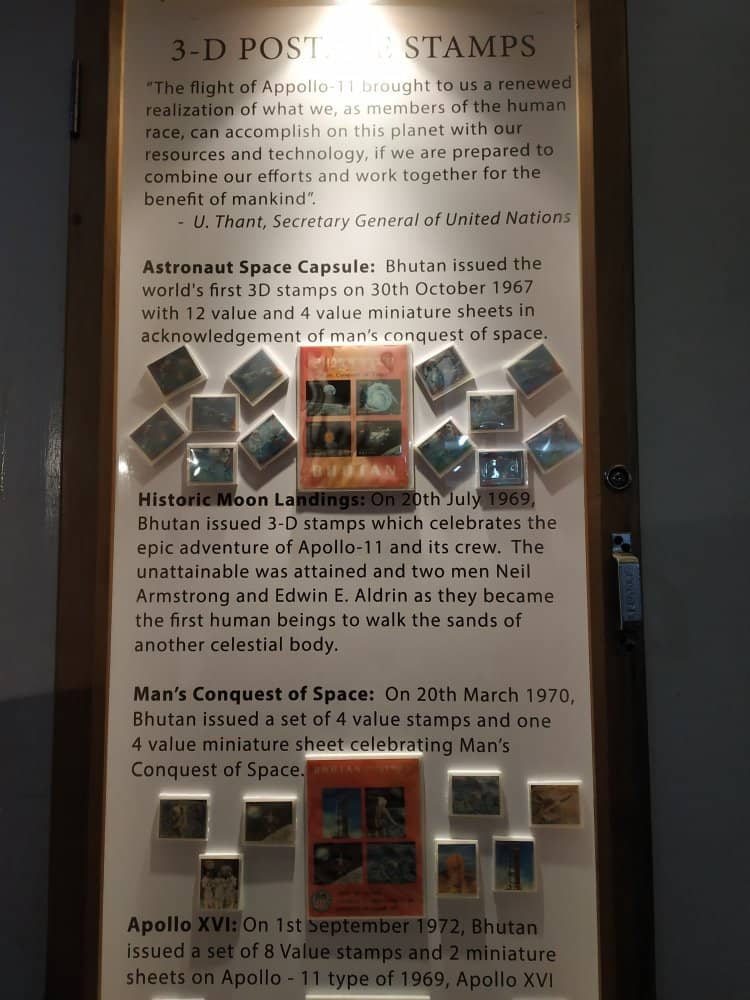 3-D POSTAGE STAMPS
"The flight of Appollo-11 brought to us a renewed
realization of what we, as members of the human
race, can accomplish on this planet with our
resources and technology, if we are prepared to
combine our efforts and work together for the
benefit of mankind".
- U. Thant, Secretary General of United Nations
Astronaut Space Capsule: Bhutan issued the
world's first 3D stamps on 30th October 1967
with 12 value and 4 value miniature sheets in
acknowledgement of man's conquest of space.
BHUTAN
Historic Moon Landings: On 20th July 1969,
Bhutan issued 3-D stamps which celebrates the
epic adventure of Apollo-11 and its crew. The
unattainable was attained and two men Neil
Armstrong and Edwin E. Aldrin as they became
the first human beings to walk the sands of
another celestial body.
Man's Conquest of Space: On 20th March 1970,
Bhutan issued a set of 4 value stamps and one
4 value miniature sheet celebrating Man's
Conquest of Space.
BHUTAN
Apollo XVI: On 1st September 1972, Bhutan
issued a set of 8 Value stamps and 2 miniature
sheets on Apollo - 11 type of 1969, Apollo XVI